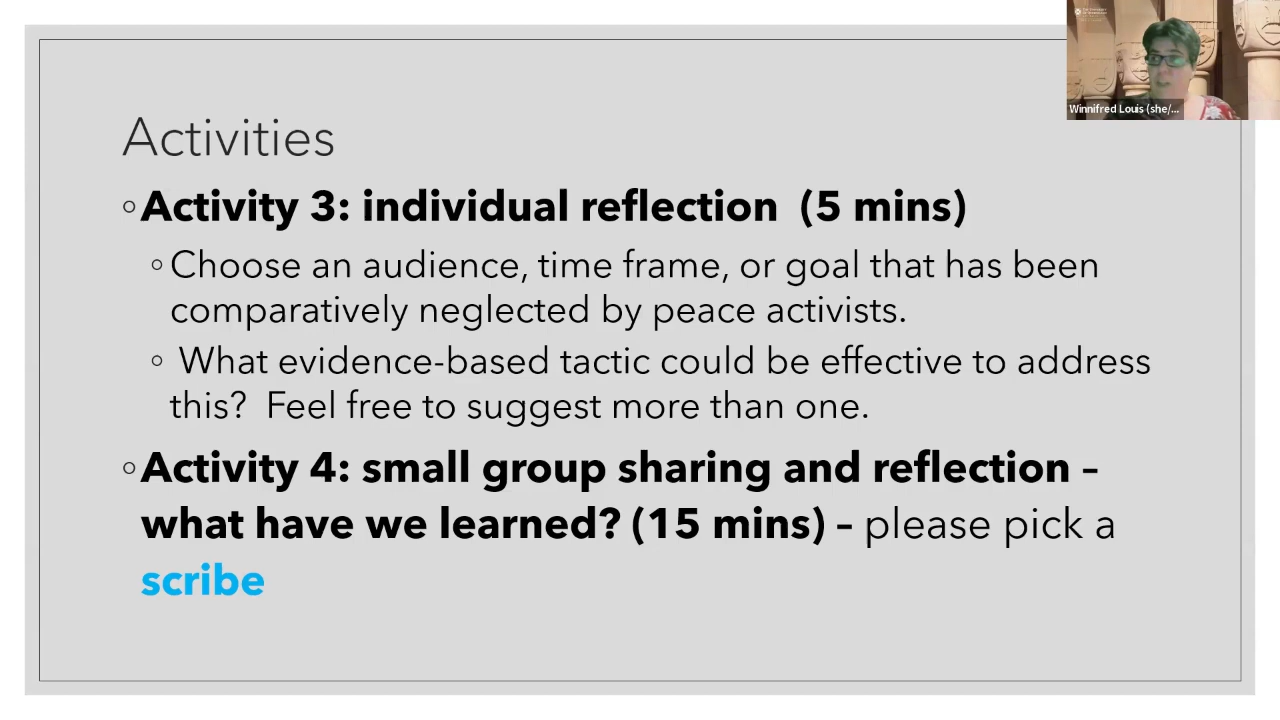 Winnifred Louis (she/...
Activities
◦Activity 3: individual reflection  (5 mins)
◦Choose an audience, time frame, or goal that has been
comparatively neglected by peace activists.
◦ What evidence-based tactic could be effective to address
this?  Feel free to suggest more than one.
◦Activity 4: small group sharing and reflection –
what have we learned? (15 mins) – please pick a
scribe